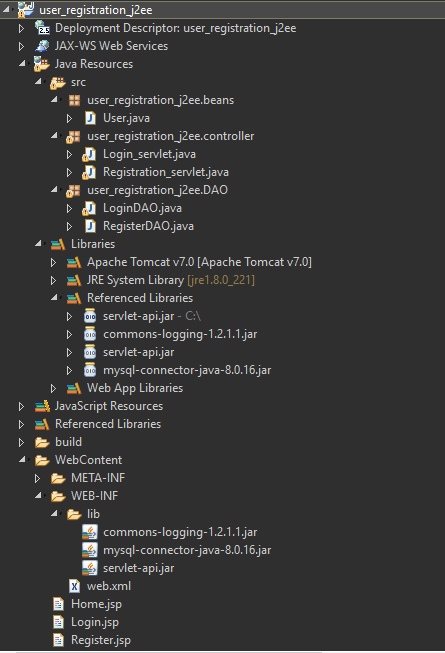 user_registration_j2ee
Deployment Descriptor: user_registration_j2ee
JAX-WS Web Services
Java Resources
src
user_registration_j2ee.beans
User.java
user_registration_j2ee.controller
Login_servlet.java
Registration_servlet.java
user_registration_j2ee.DAO
LoginDAO.java
RegisterDAO.java
Libraries
Apache Tomcat v7.0 [Apache Tomcat v7.0]
JRE System Library [jre1.8.0_221]
Referenced Libraries
servlet-api.jar - C:\
commons-logging-1.2.1.1.jar
servlet-api.jar
mysql-connector-java-8.0.16.jar
Web App Libraries
JavaScript Resources
Referenced Libraries
build
WebContent
META-INF
WEB-INF
lib
commons-logging-1.2.1.1.jar
mysql-connector-java-8.0.16.jar
servlet-api.jar
web.xml
Home.jsp
Login.jsp
Register.jsp